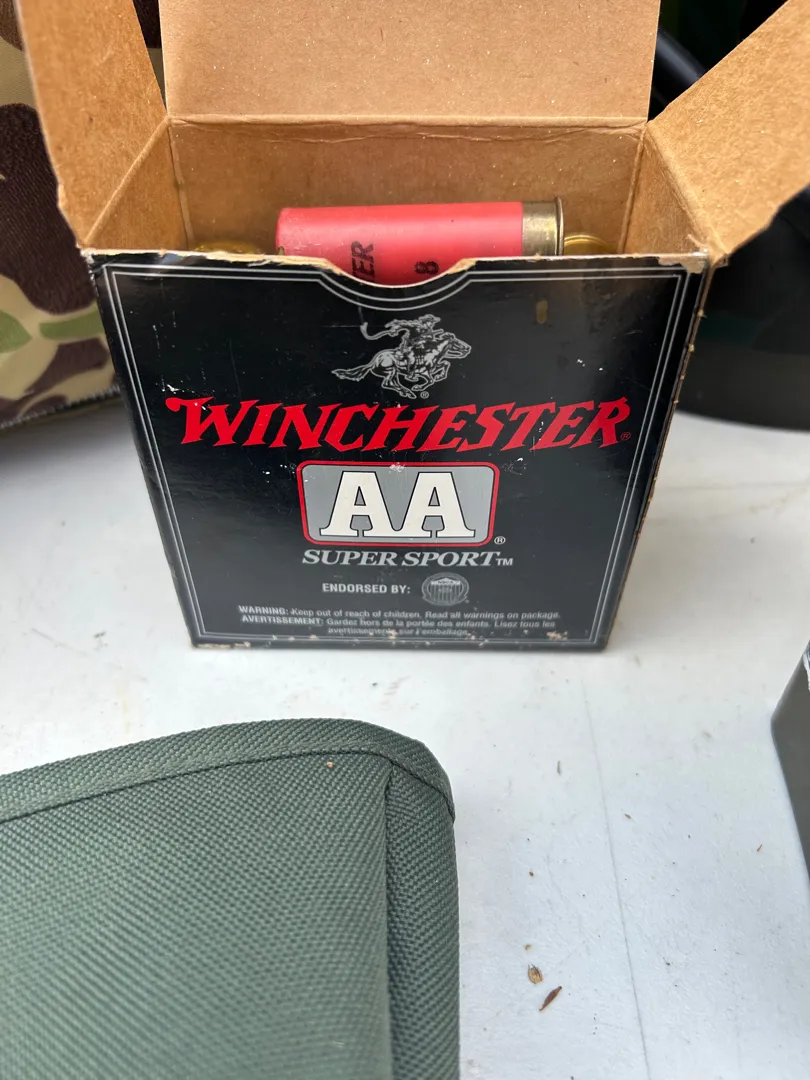 ER
8
®
WINCHESTER®
AA®
SUPER SPORT™
ENDORSED BY:
WARNING: Keep out of reach of children. Read all warnings on package.
AVERTISSEMENT: Gardez hors de la portée des enfants. Lisez tous les
avertissements sur l'emballage.